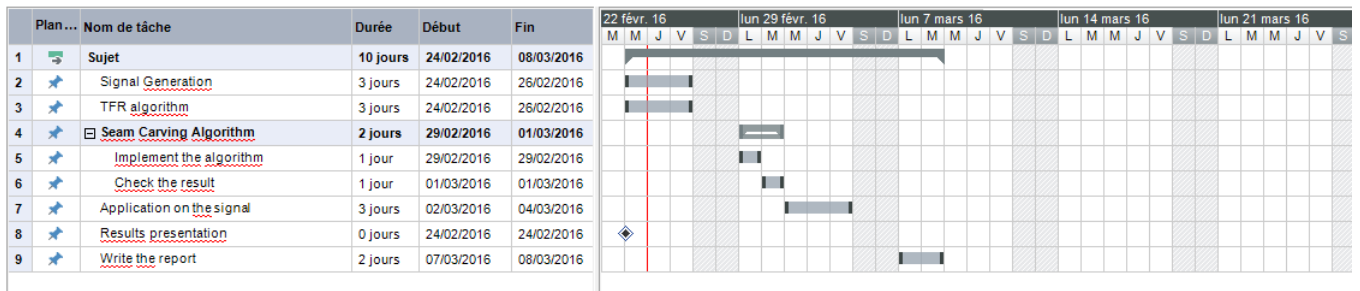 Plan... Nom de tâche Durée Début Fin
22 févr. 16 lun 29 févr. 16 lun 7 mars 16 lun 14 mars 16 lun 21 mars 16
M M J V S D L M M J V S D L M M J V S D L M M J V S D L M M J V S
1 Sujet 10 jours 24/02/2016 08/03/2016
2 Signal Generation 3 jours 24/02/2016 26/02/2016
3 TFR algorithm 3 jours 24/02/2016 26/02/2016
4 Seam Carving Algorithm 2 jours 29/02/2016 01/03/2016
5 Implement the algorithm 1 jour 29/02/2016 29/02/2016
6 Check the result 1 jour 01/03/2016 01/03/2016
7 Application on the signal 3 jours 02/03/2016 04/03/2016
8 Results presentation 0 jours 24/02/2016 24/02/2016
9 Write the report 2 jours 07/03/2016 08/03/2016